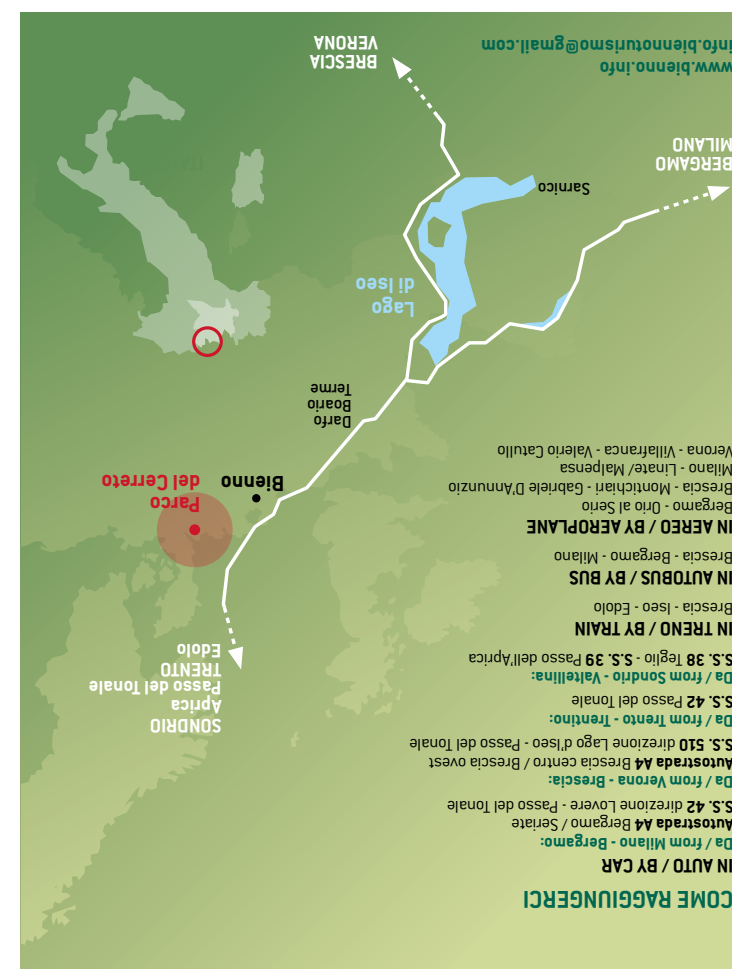 COME RAGGIUNGERCI
IN AUTO / BY CAR
Da / from Milano - Bergamo:
Autostrada A4 Bergamo / Seriate
S.S. 42 direzione Lovere - Passo del Tonale
Da / from Verona - Brescia:
Autostrada A4 Brescia centro / Brescia ovest
S.S. 510 direzione Lago d'Iseo - Passo del Tonale
Da / from Trento - Trentino:
S.S. 42 Passo del Tonale
Da / from Sondrio - Valtellina:
S.S. 38 Teglio - S.S. 39 Passo dell'Aprica
IN TRENO / BY TRAIN
Brescia - Iseo - Edolo
IN AUTOBUS / BY BUS
Brescia - Bergamo - Milano
IN AEREO / BY AEROPLANE
Bergamo - Orio al Serio
Brescia - Montichiari - Gabriele D'Annunzio
Milano - Linate/ Malpensa
Verona - Villafranca - Valerio Catullo
SONDRIO
Aprica
Passo del Tonale
TRENTO
Edolo
Parco
del Cerreto
Bienno
Darfo
Boario
Terme
Lago
di Iseo
Sarnico
BERGAMO
MILANO
BRESCIA
VERONA
www.bienno.info
info.biennoturismo@gmail.com